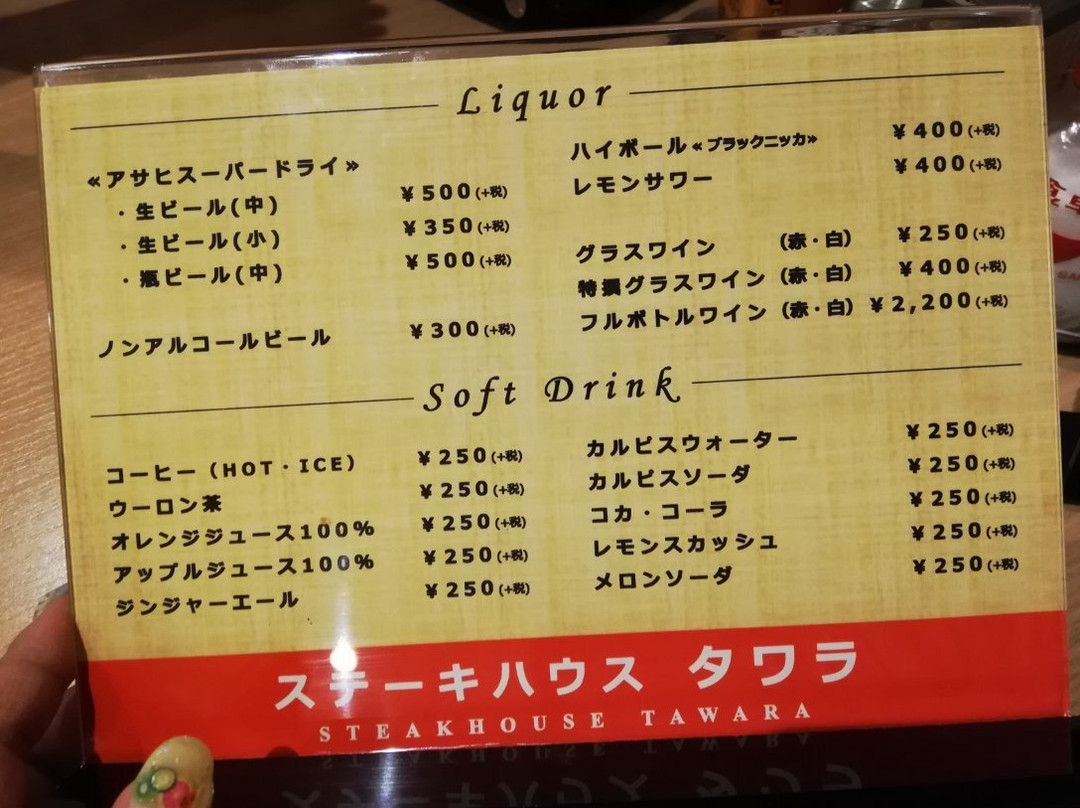 Liquor
≪アサヒスーパードライ≫
・生ビール(中) ¥500(+税)
・生ビール(小) ¥350(+税)
・瓶ビール(中) ¥500(+税)
ノンアルコールビール ¥300(+税)
ハイボール≪ブラックニッカ≫ ¥400(+税)
レモンサワー ¥400(+税)
グラスワイン (赤・白) ¥250(+税)
特撰グラスワイン (赤・白) ¥400(+税)
フルボトルワイン (赤・白) ¥2,200(+税)
Soft Drink
コーヒー(HOT・ICE) ¥250(+税)
ウーロン茶 ¥250(+税)
オレンジジュース100% ¥250(+税)
アップルジュース100% ¥250(+税)
ジンジャーエール ¥250(+税)
カルピスウォーター ¥250(+税)
カルピスソーダ ¥250(+税)
コカ・コーラ ¥250(+税)
レモンスカッシュ ¥250(+税)
メロンソーダ ¥250(+税)
ステーキハウス タワラ
STEAKHOUSE TAWARA